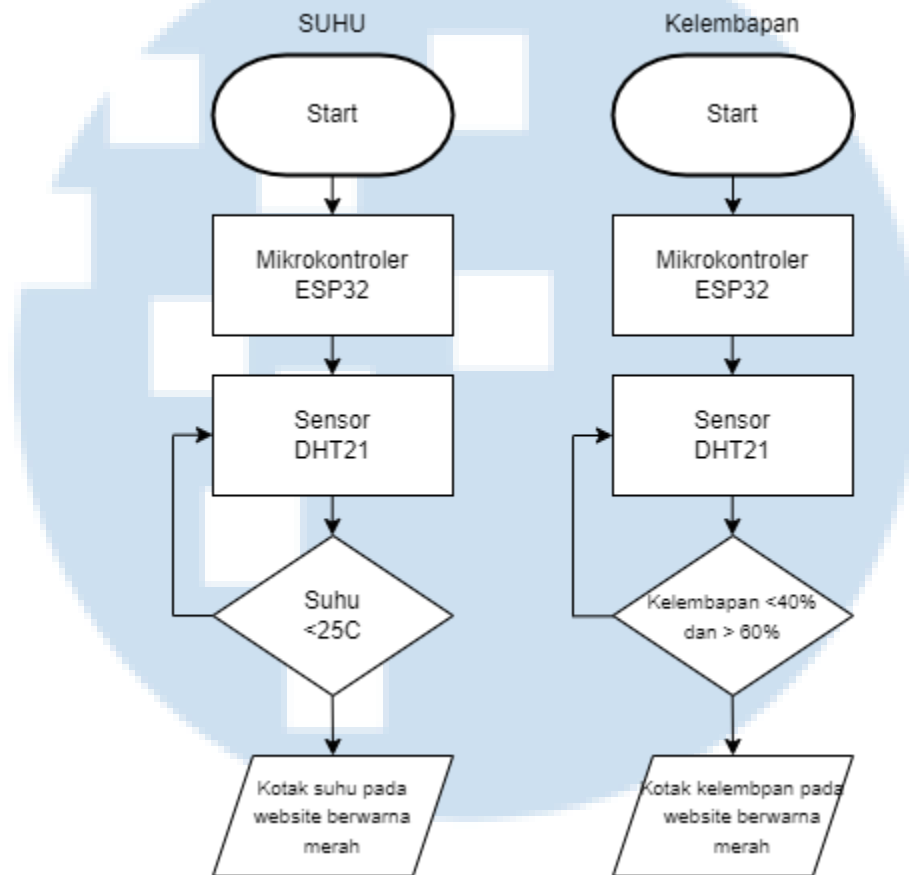 SUHU
Start
Mikrokontroler
ESP32
Sensor
DHT21
Suhu
<25C
Kotak suhu pada
website berwarna
merah
Kelembapan
Start
Mikrokontroler
ESP32
Sensor
DHT21
Kelembapan <40%
dan > 60%
Kotak kelembpan pada
website berwarna
merah